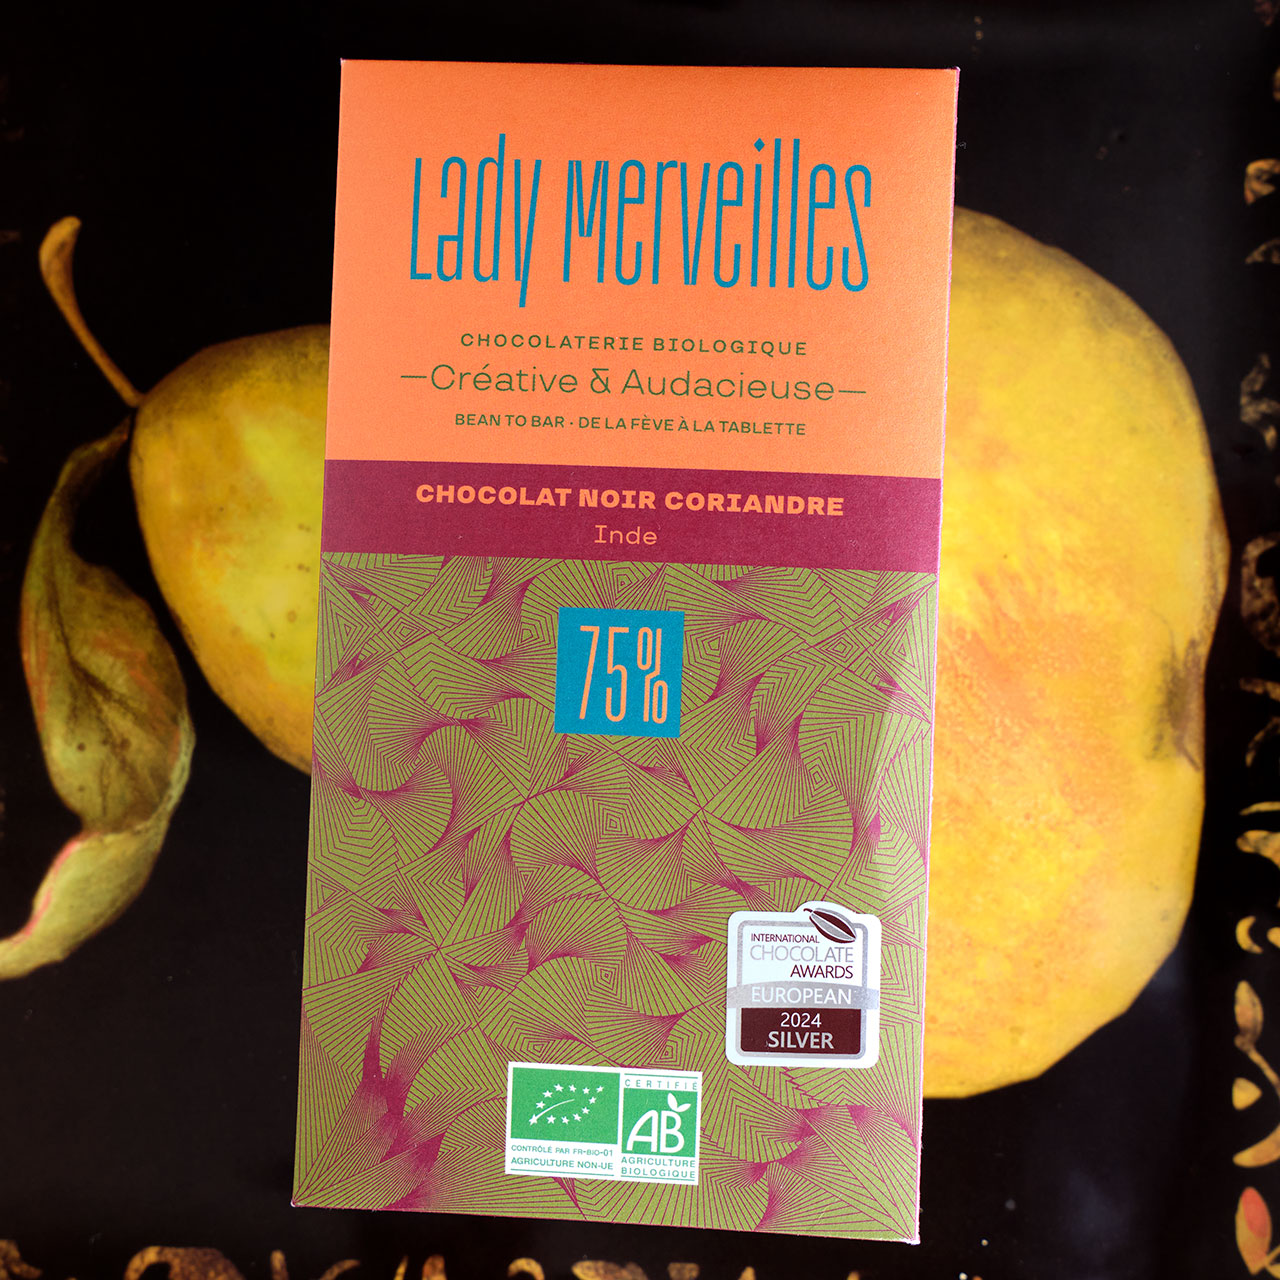 Lady Merveilles
CHOCOLATERIE BIOLOGIQUE
—Créative & Audacieuse—
BEAN TO BAR · DE LA FÈVE À LA TABLETTE
CHOCOLAT NOIR CORIANDRE
Inde
75%
INTERNATIONAL
CHOCOLATE
AWARDS
EUROPEAN
2024
SILVER
CERTIFIÉ
AB
CONTRÔLE PAR FR-BIO-01
AGRICULTURE NON-UE
AGRICULTURE
BIOLOGIQUE